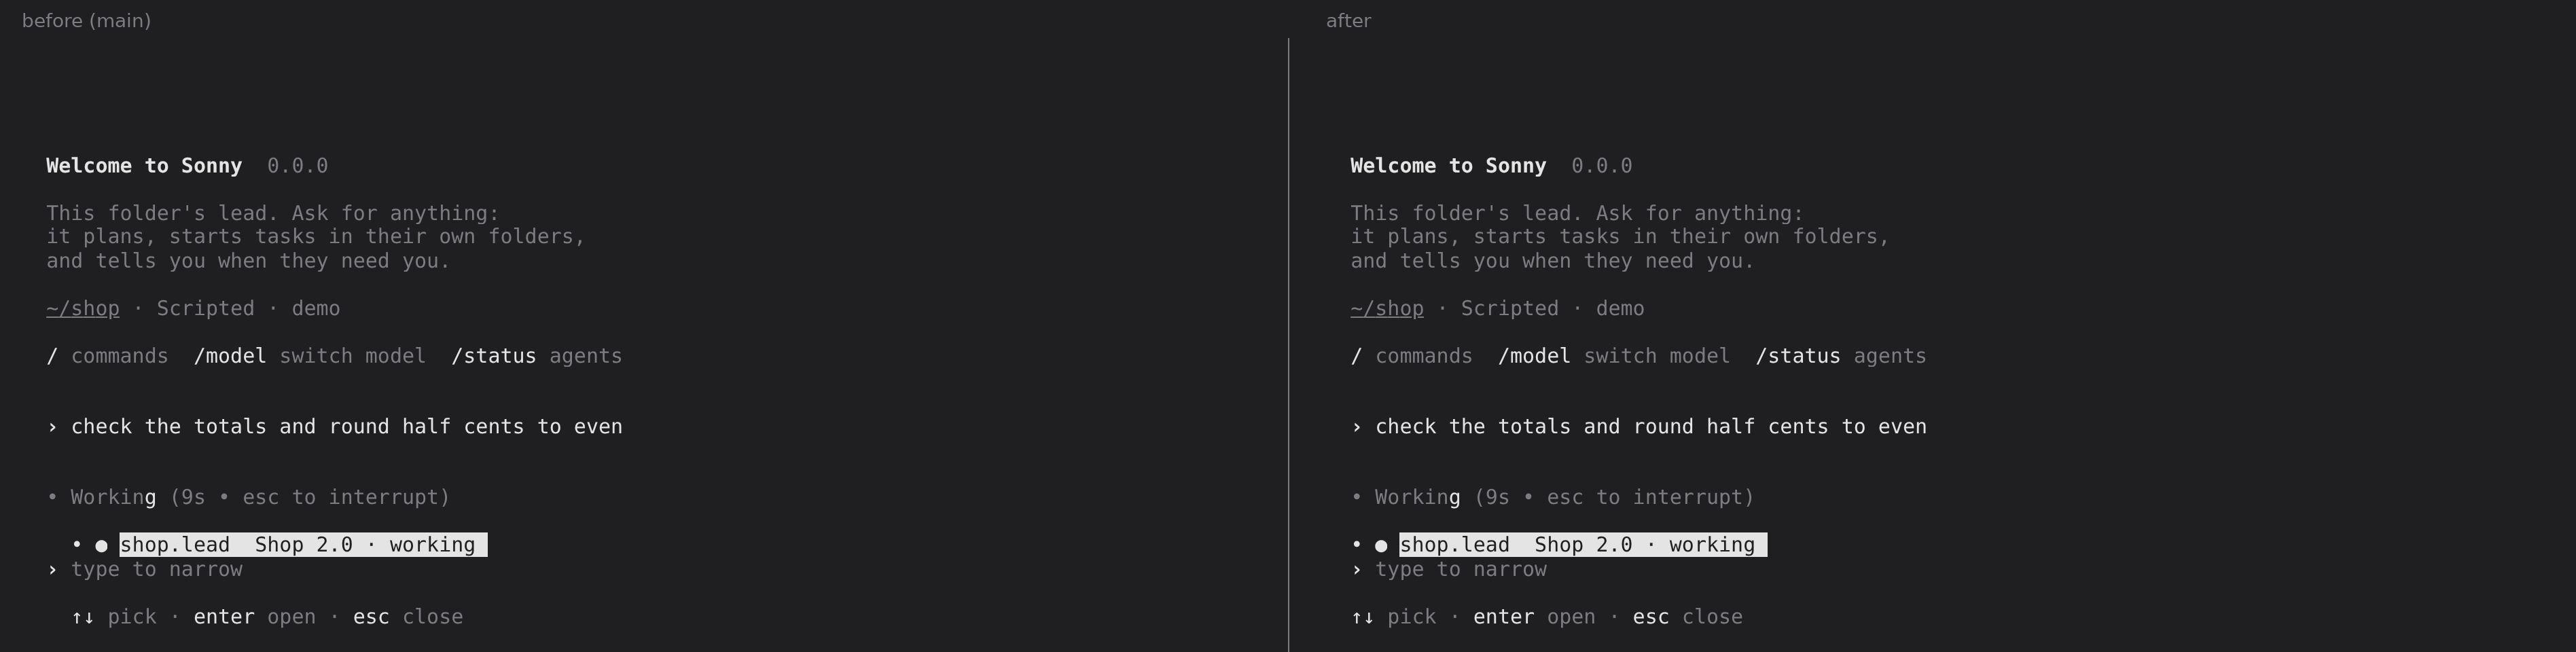 before (main)
Welcome to Sonny  0.0.0
This folder's lead. Ask for anything:
it plans, starts tasks in their own folders,
and tells you when they need you.
~/shop · Scripted · demo
/ commands  /model switch model  /status agents
› check the totals and round half cents to even
• Working (9s • esc to interrupt)
• ● shop.lead  Shop 2.0 · working
› type to narrow
↑↓ pick · enter open · esc close
after
Welcome to Sonny  0.0.0
This folder's lead. Ask for anything:
it plans, starts tasks in their own folders,
and tells you when they need you.
~/shop · Scripted · demo
/ commands  /model switch model  /status agents
› check the totals and round half cents to even
• Working (9s • esc to interrupt)
• ● shop.lead  Shop 2.0 · working
› type to narrow
↑↓ pick · enter open · esc close